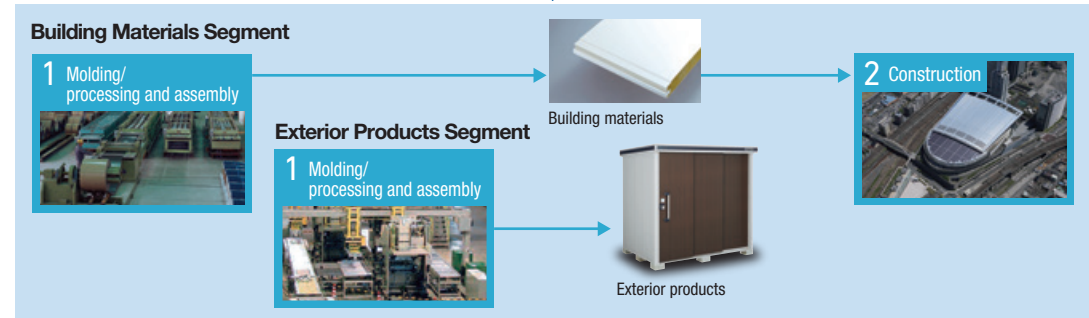 Building Materials Segment
1 Molding/
processing and assembly
Building materials
2 Construction
Exterior Products Segment
1 Molding/
processing and assembly
Exterior products